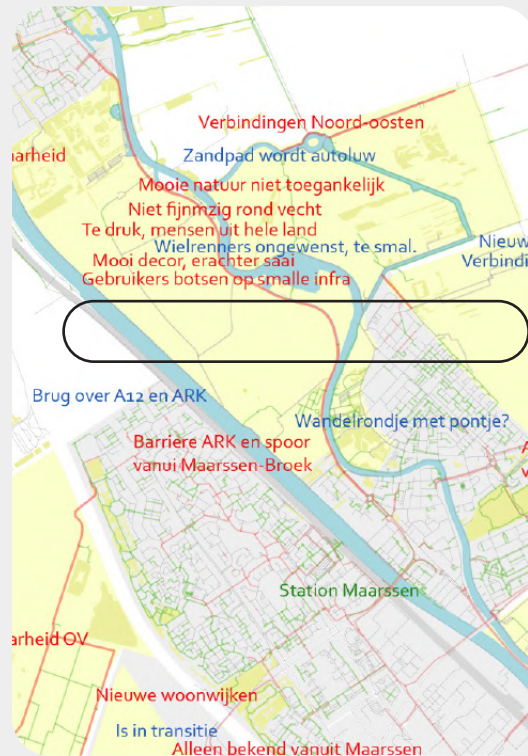 Verbindingen Noord-oosten
arheid
Zandpad wordt autoluw
Mooie natuur niet toegankelijk
Niet fijnmzig rond vecht
Te druk, mensen uit hele land
Wielrenners ongewenst, te smal.
Nieuw
Mooi decor, erachter saai
Verbindi
Gebruikers botsen op smalle infra
Brug over A12 en ARK
Wandelrondje met pontje?
Barriere ARK en spoor
vanui Maarssen-Broek
A
v
Station Maarssen
arheid OV
Nieuwe woonwijken
Is in transitie
Alleen bekend vanuit Maarssen